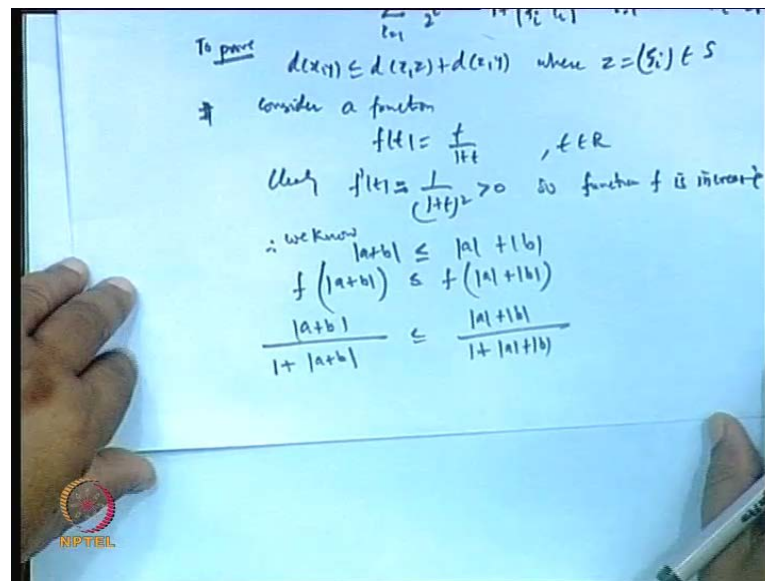 To prove d(x,y) ≤ d(z,z) + d(z,y) where z = (ξi) ∈ S
# Consider a function
f(t) = t/(1+t) , t ∈ R
Clearly f'(t) = 1/(1+t)² > 0 so function f is increasing
∴ we know |a+b| ≤ |a| + |b|
f(|a+b|) ≤ f(|a|+|b|)
|a+b|/(1+|a+b|) ≤ (|a|+|b|)/(1+|a|+|b|)
NPTEL